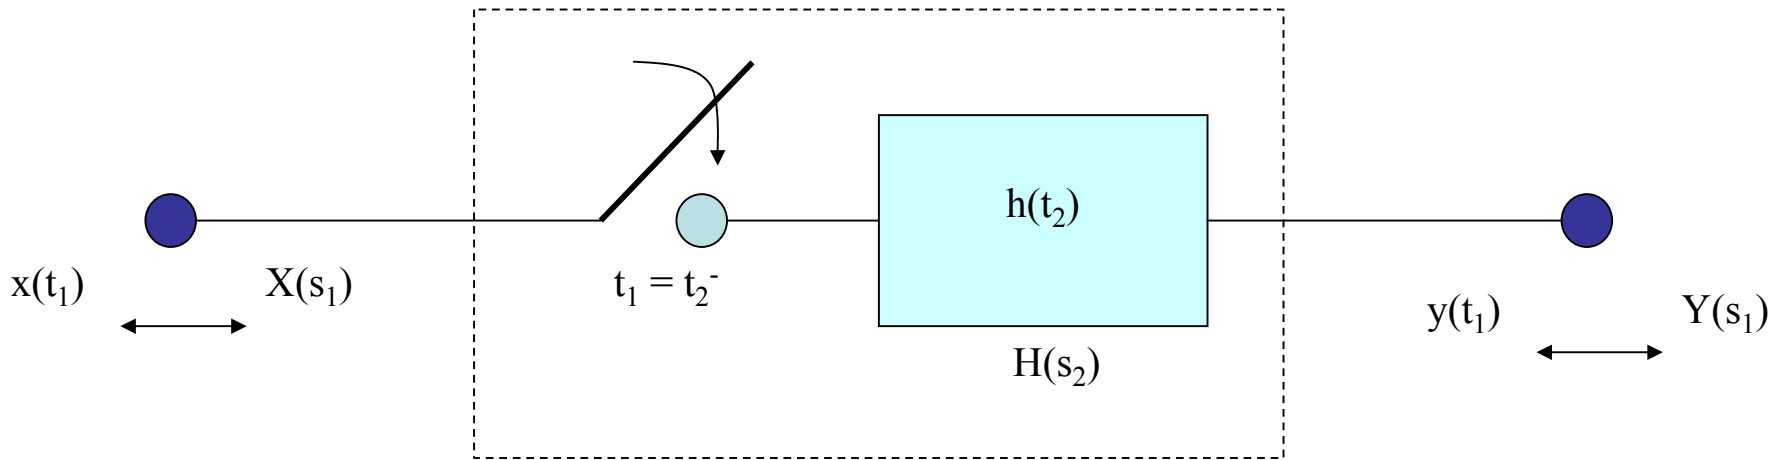 h(t₂)
x(t₁)
X(s₁)
t₁ = t₂⁻
y(t₁)
Y(s₁)
H(s₂)